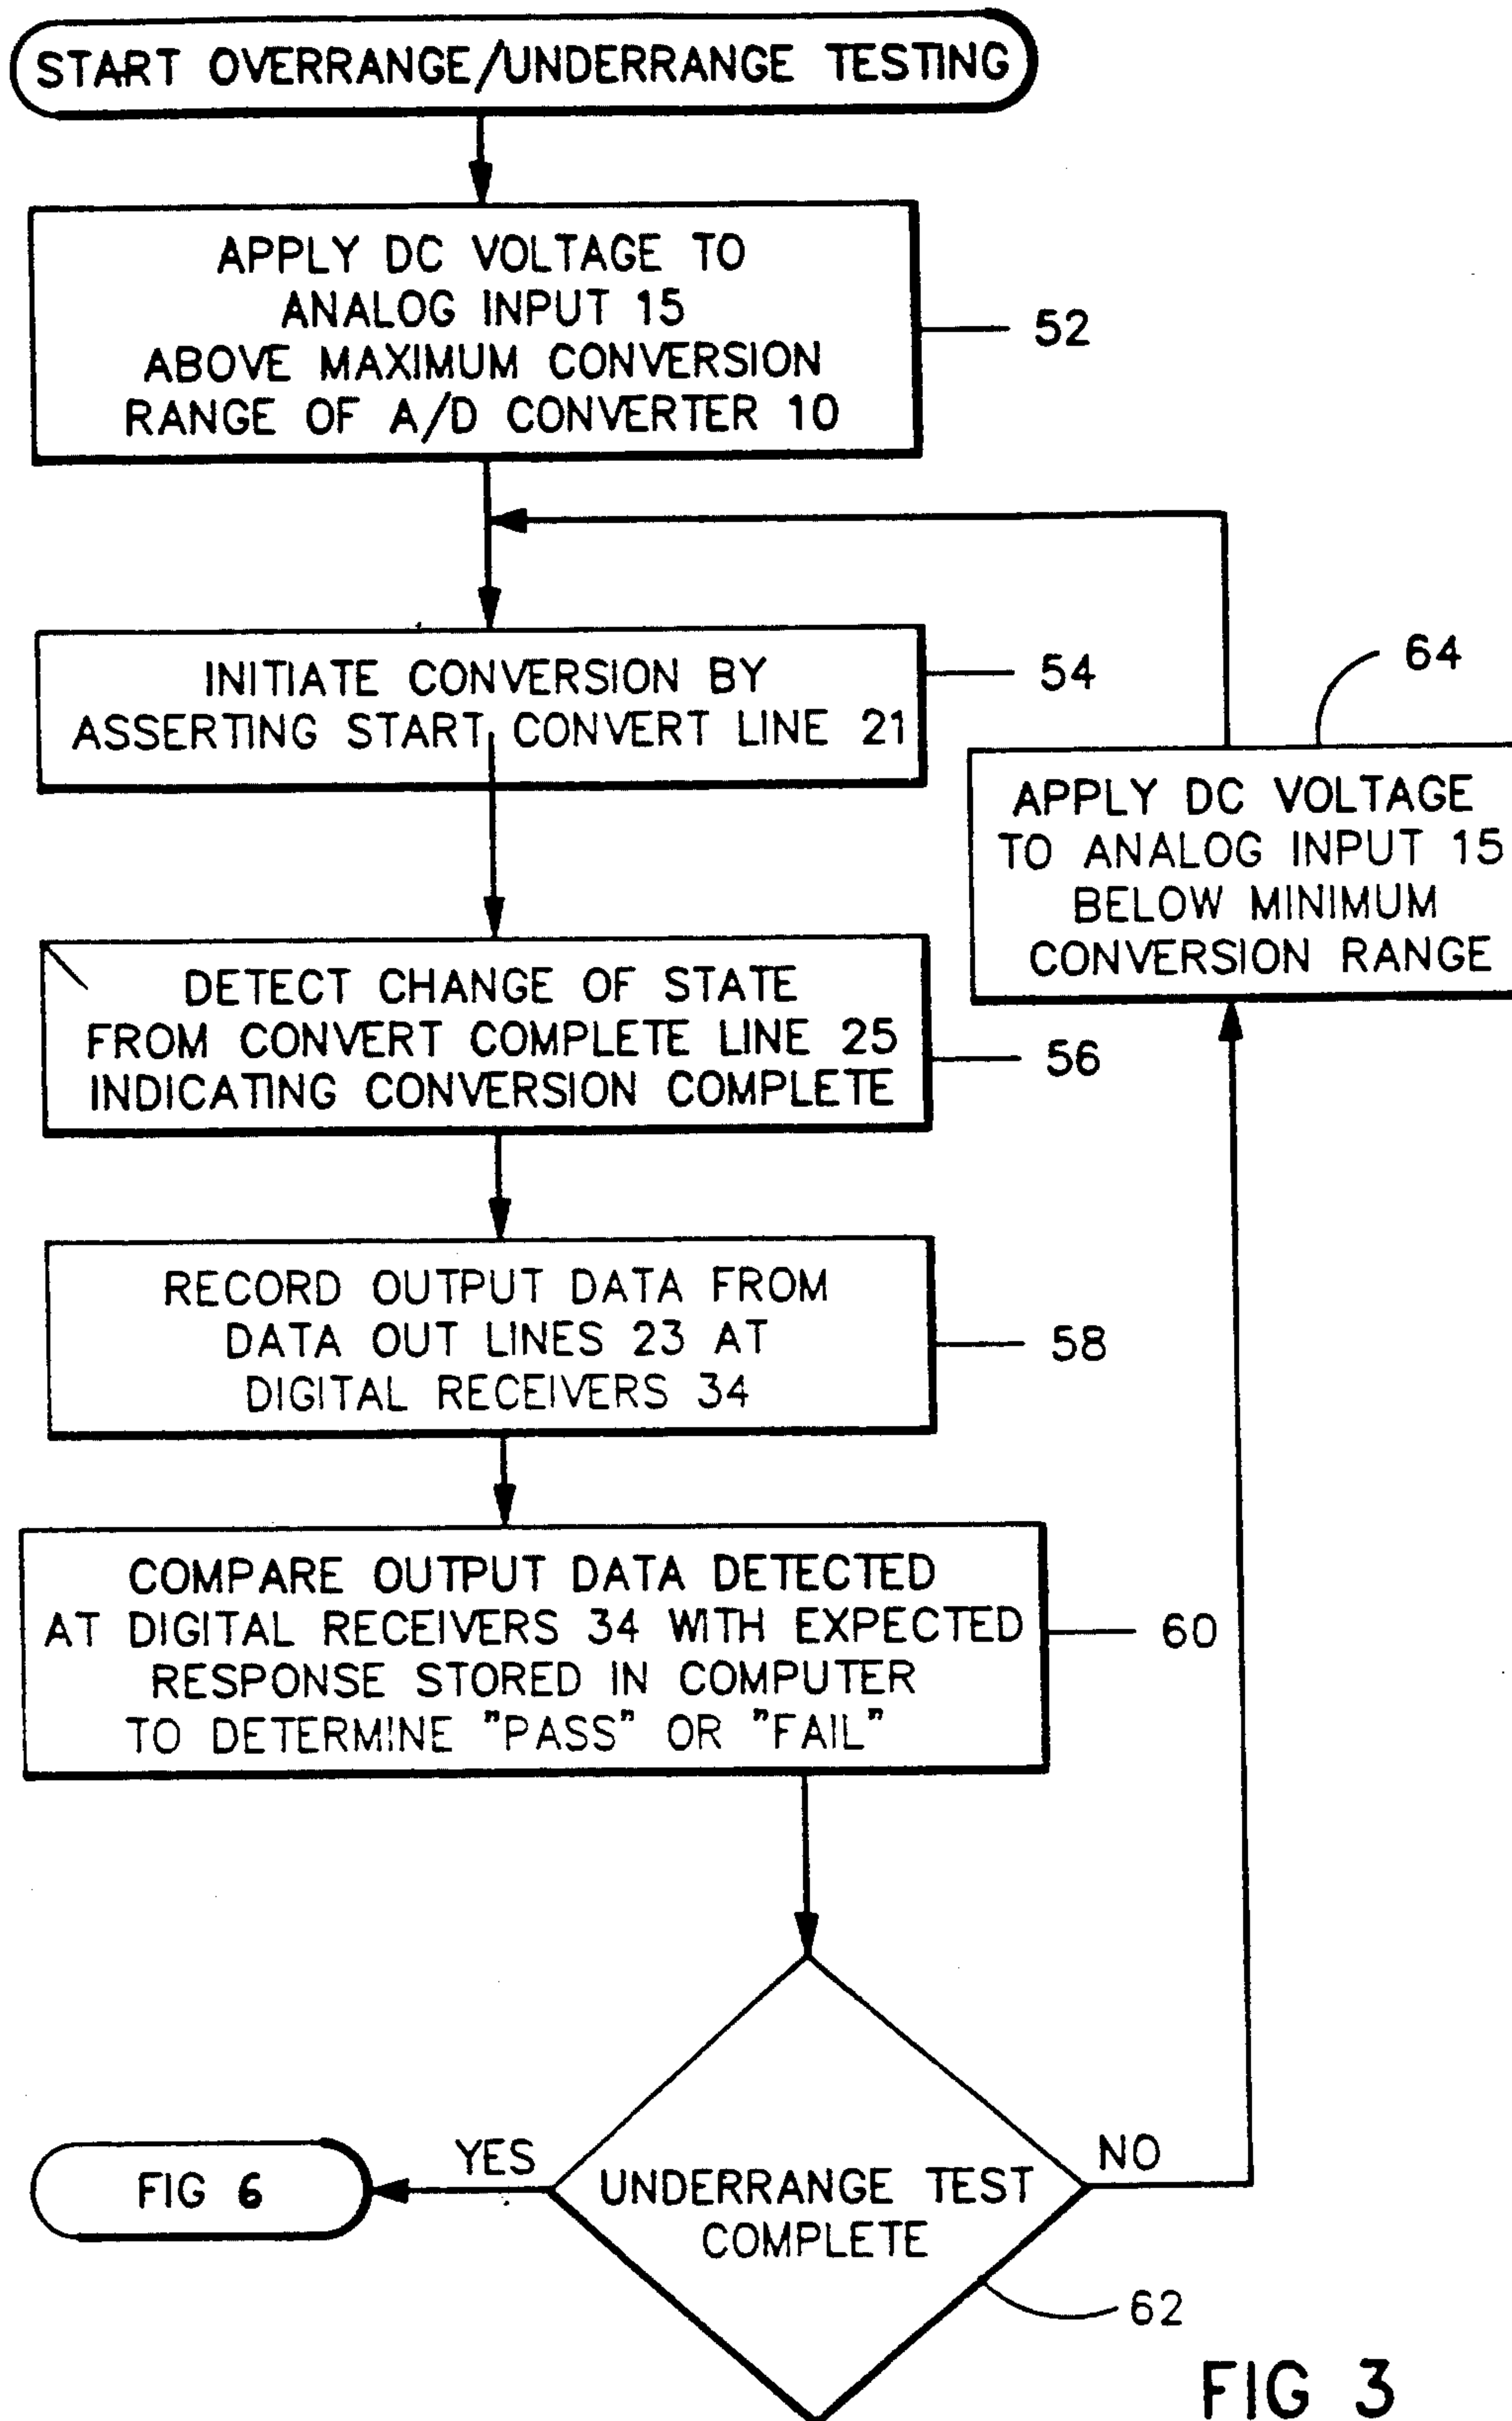 START OVERRANGE/UNDERRANGE TESTING
APPLY DC VOLTAGE TO
ANALOG INPUT 15
ABOVE MAXIMUM CONVERSION
RANGE OF A/D CONVERTER 10
52
INITIATE CONVERSION BY
ASSERTING START CONVERT LINE 21
54
64
APPLY DC VOLTAGE
TO ANALOG INPUT 15
BELOW MINIMUM
CONVERSION RANGE
DETECT CHANGE OF STATE
FROM CONVERT COMPLETE LINE 25
INDICATING CONVERSION COMPLETE
56
RECORD OUTPUT DATA FROM
DATA OUT LINES 23 AT
DIGITAL RECEIVERS 34
58
COMPARE OUTPUT DATA DETECTED
AT DIGITAL RECEIVERS 34 WITH EXPECTED
RESPONSE STORED IN COMPUTER
TO DETERMINE "PASS" OR "FAIL"
60
FIG 6
YES
UNDERRANGE TEST
COMPLETE
NO
62
FIG 3